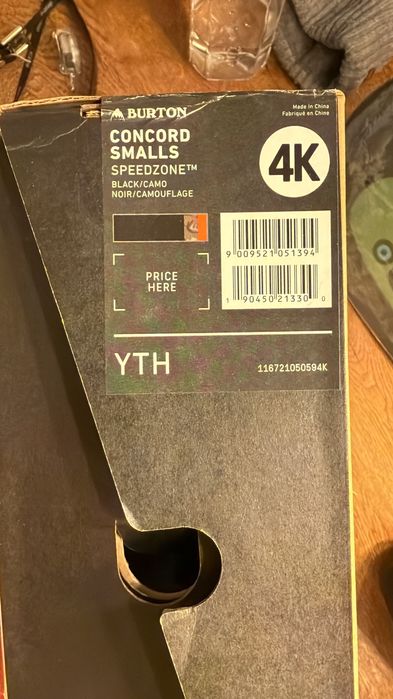 BURTON
Made in China
Fabriqué en Chine
CONCORD
SMALLS
SPEEDZONE™
BLACK/CAMO
NOIR/CAMOUFLAGE
4K
9 009521 051394
PRICE
HERE
1 90450 21330 0
YTH
116721050594K